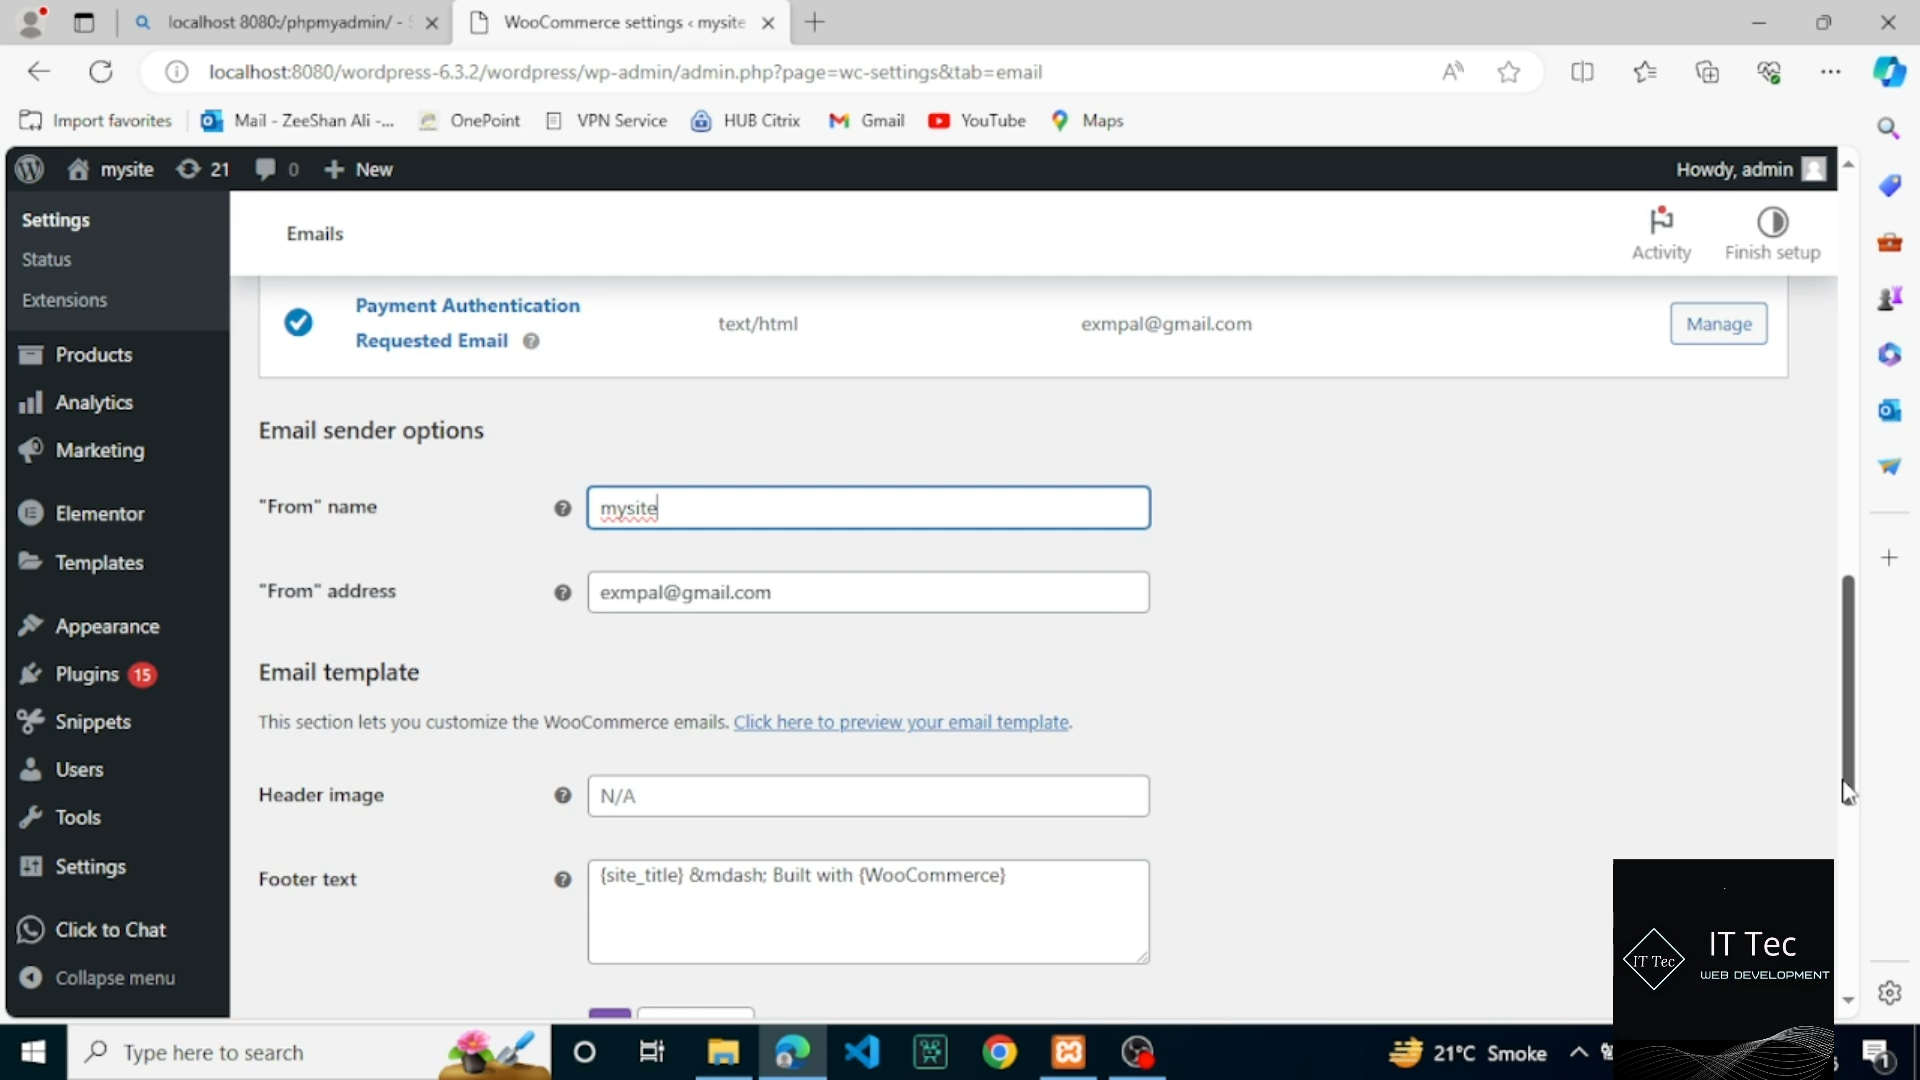 localhost 8080:/phpmyadmin/ -
WooCommerce settings ‹ mysite
localhost:8080/wordpress-6.3.2/wordpress/wp-admin/admin.php?page=wc-settings&tab=email
Import favorites
Mail - ZeeShan Ali -...
OnePoint
VPN Service
HUB Citrix
Gmail
YouTube
Maps
mysite
21
0
New
Howdy, admin
Settings
Status
Extensions
Products
Analytics
Marketing
Elementor
Templates
Appearance
Plugins 15
Snippets
Users
Tools
Settings
Click to Chat
Collapse menu
Emails
Activity
Finish setup
Payment Authentication
Requested Email
text/html
exmpal@gmail.com
Manage
Email sender options
"From" name
mysite
"From" address
exmpal@gmail.com
Email template
This section lets you customize the WooCommerce emails. Click here to preview your email template.
Header image
N/A
Footer text
{site_title} &mdash; Built with {WooCommerce}
IT Tec
IT Tec
WEB DEVELOPMENT
Type here to search
21°C Smoke
1